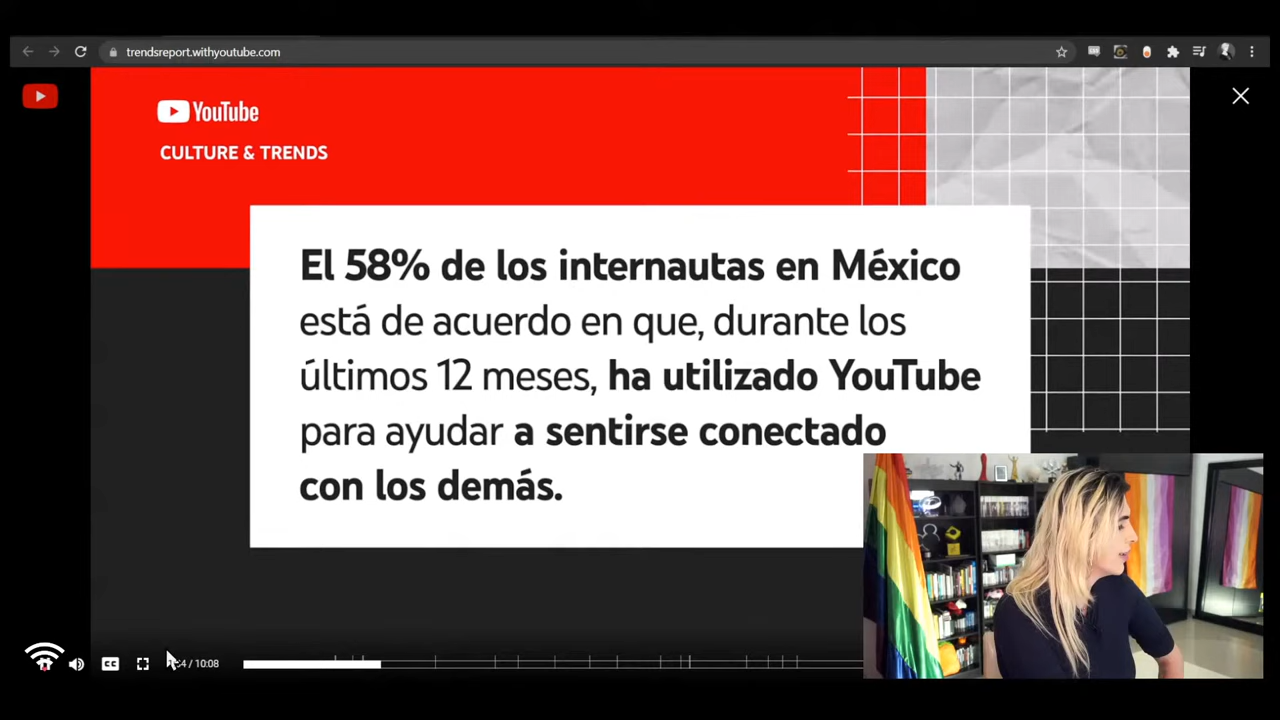 trendsreport.withyoutube.com
YouTube
CULTURE & TRENDS
El 58% de los internautas en México
está de acuerdo en que, durante los
últimos 12 meses, ha utilizado YouTube
para ayudar a sentirse conectado
con los demás.
CC
/ 10:08